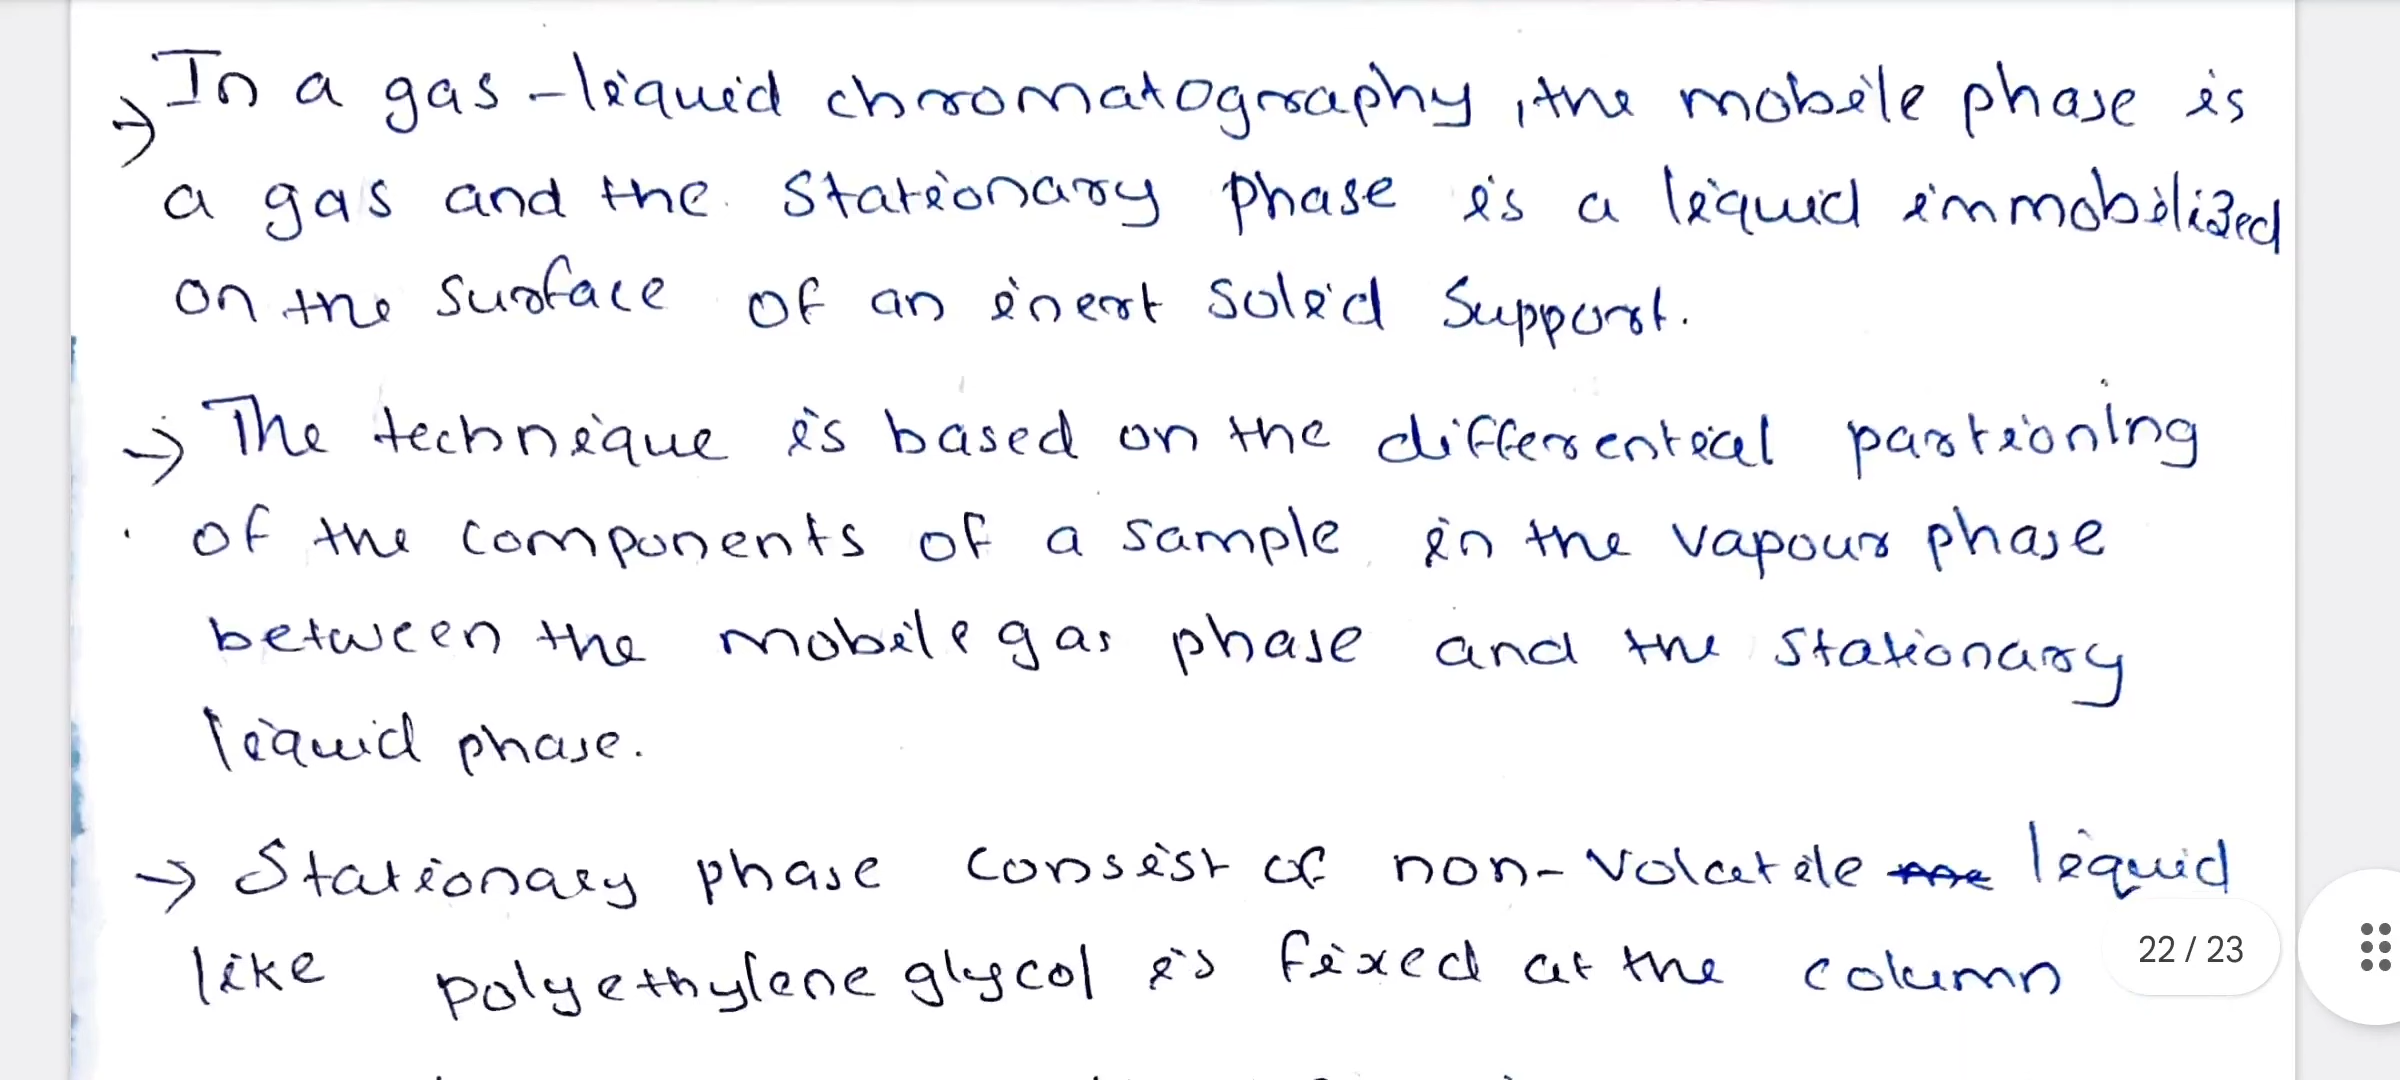 → In a gas-liquid chromatography, the mobile phase is
a gas and the stationary phase is a liquid immobilized
on the surface of an inert solid support.
→ The technique is based on the differential partioning
of the components of a sample in the vapour phase
between the mobile gas phase and the stationary
liquid phase.
→ Stationary phase consist of non-volatile liquid
like polyethylene glycol is fixed at the column
22 / 23